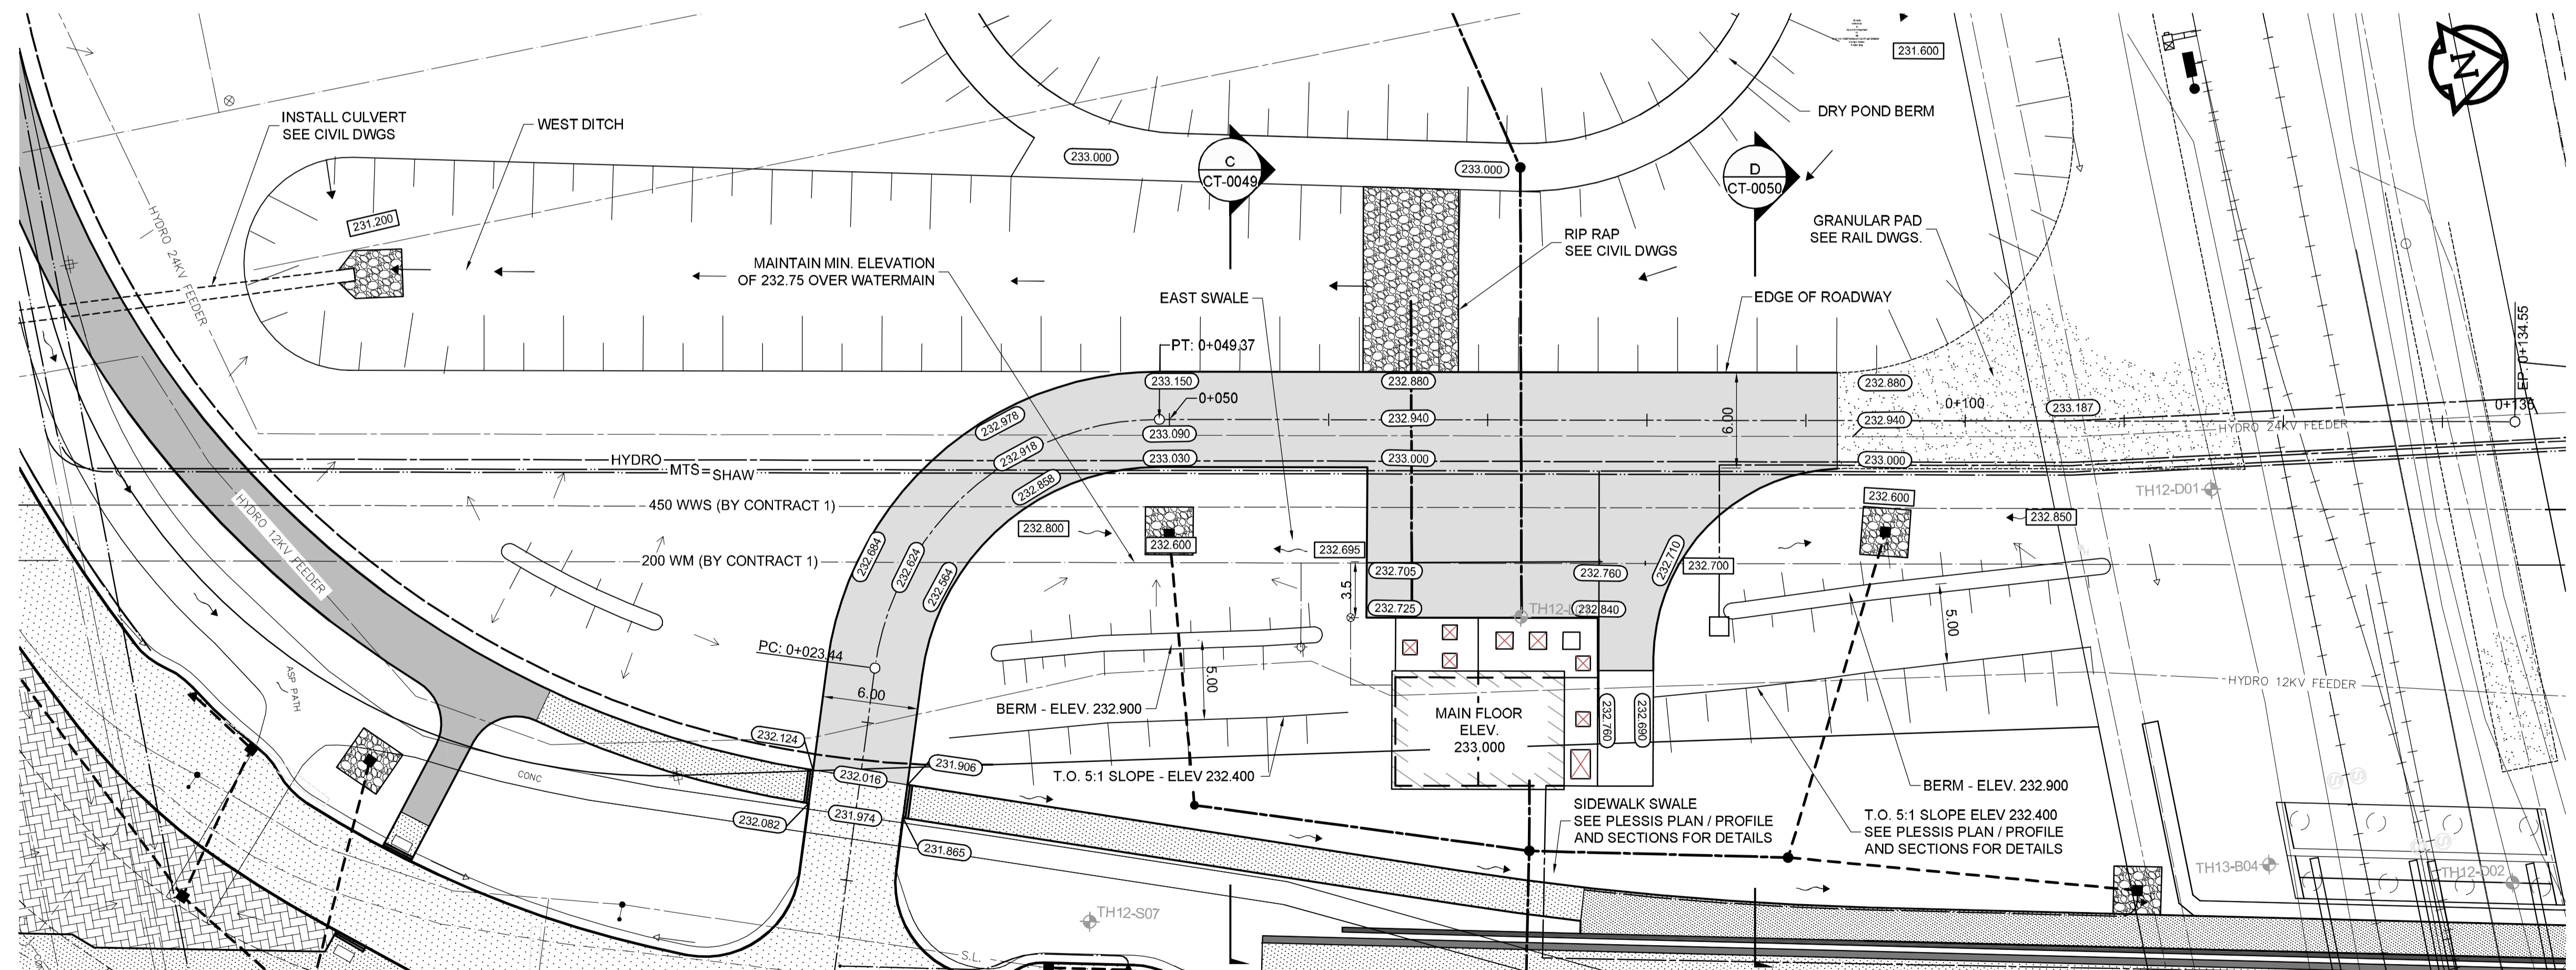 231.600
N
INSTALL CULVERT
SEE CIVIL DWGS
WEST DITCH
DRY POND BERM
233.000
C
CT-0049
233.000
D
CT-0050
231.200
HYDRO 24KV FEEDER
GRANULAR PAD
SEE RAIL DWGS.
RIP RAP
SEE CIVIL DWGS
MAINTAIN MIN. ELEVATION
OF 232.75 OVER WATERMAIN
EAST SWALE
EDGE OF ROADWAY
PT: 0+049.37
EP: 0+134.55
233.150
232.880
232.880
0+050
0+100
233.187
0+135
232.978
232.940
232.940
6.00
HYDRO 24KV FEEDER
233.090
232.918
HYDRO
MTS
SHAW
233.030
233.000
233.000
232.858
TH12-D01
450 WWS (BY CONTRACT 1)
232.600
232.800
232.850
HYDRO 12KV FEEDER
232.684
232.624
232.564
232.600
232.695
232.710
200 WM (BY CONTRACT 1)
232.705
232.760
232.700
3.5
232.725
232.840
5.00
PC: 0+023.44
5.00
ASP PATH
6.00
HYDRO 12KV FEEDER
BERM - ELEV. 232.900
MAIN FLOOR
ELEV.
233.000
232.760
232.690
232.124
231.906
CONC
232.016
T.O. 5:1 SLOPE - ELEV 232.400
BERM - ELEV. 232.900
SIDEWALK SWALE
SEE PLESSIS PLAN / PROFILE
AND SECTIONS FOR DETAILS
T.O. 5:1 SLOPE ELEV 232.400
SEE PLESSIS PLAN / PROFILE
AND SECTIONS FOR DETAILS
232.082
231.974
231.865
TH13-B04
TH12-D02
TH12-S07
S.L.